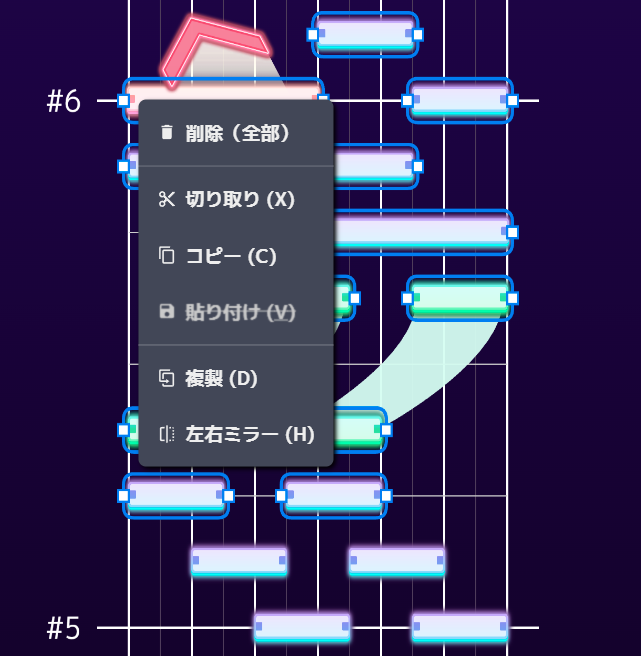 #6
削除（全部）
切り取り (X)
コピー (C)
貼り付け (V)
複製 (D)
左右ミラー (H)
#5